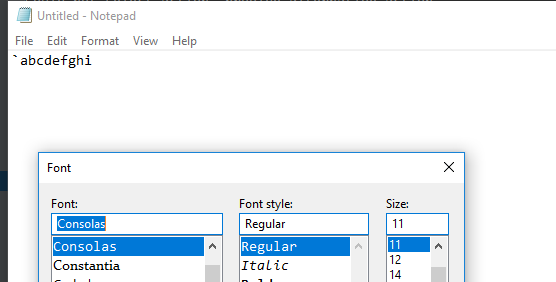 Untitled - Notepad
File Edit Format View Help
`abcdefghi
Font
Font: Font style: Size:
Consolas Regular 11
Consolas Regular 11
Constantia Italic 12
14